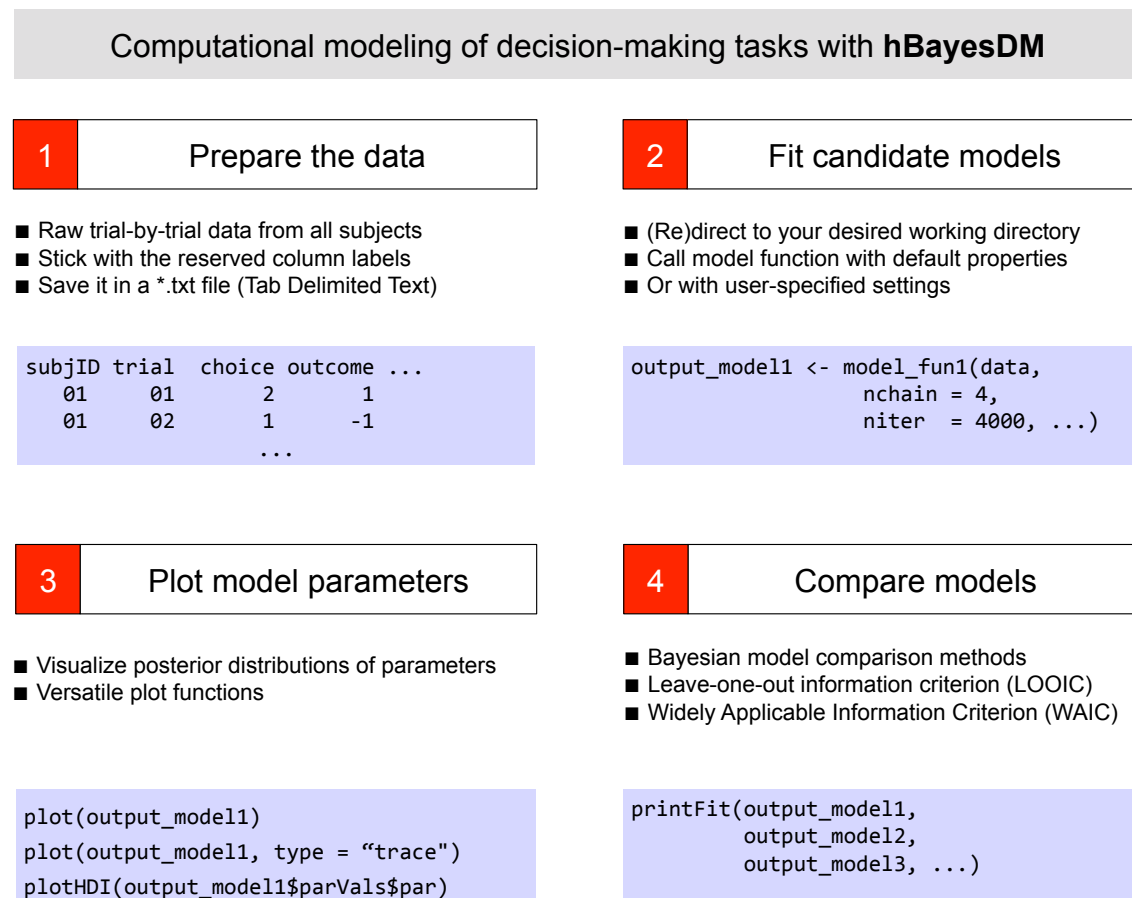 Computational modeling of decision-making tasks with hBayesDM
1 Prepare the data
■ Raw trial-by-trial data from all subjects
■ Stick with the reserved column labels
■ Save it in a *.txt file (Tab Delimited Text)
subjID trial choice outcome ...
01 01 2 1
01 02 1 -1
...
2 Fit candidate models
■ (Re)direct to your desired working directory
■ Call model function with default properties
■ Or with user-specified settings
output_model1 <- model_fun1(data,
nchain = 4,
niter = 4000, ...)
3 Plot model parameters
■ Visualize posterior distributions of parameters
■ Versatile plot functions
plot(output_model1)
plot(output_model1, type = “trace")
plotHDI(output_model1$parVals$par)
4 Compare models
■ Bayesian model comparison methods
■ Leave-one-out information criterion (LOOIC)
■ Widely Applicable Information Criterion (WAIC)
printFit(output_model1,
output_model2,
output_model3, ...)